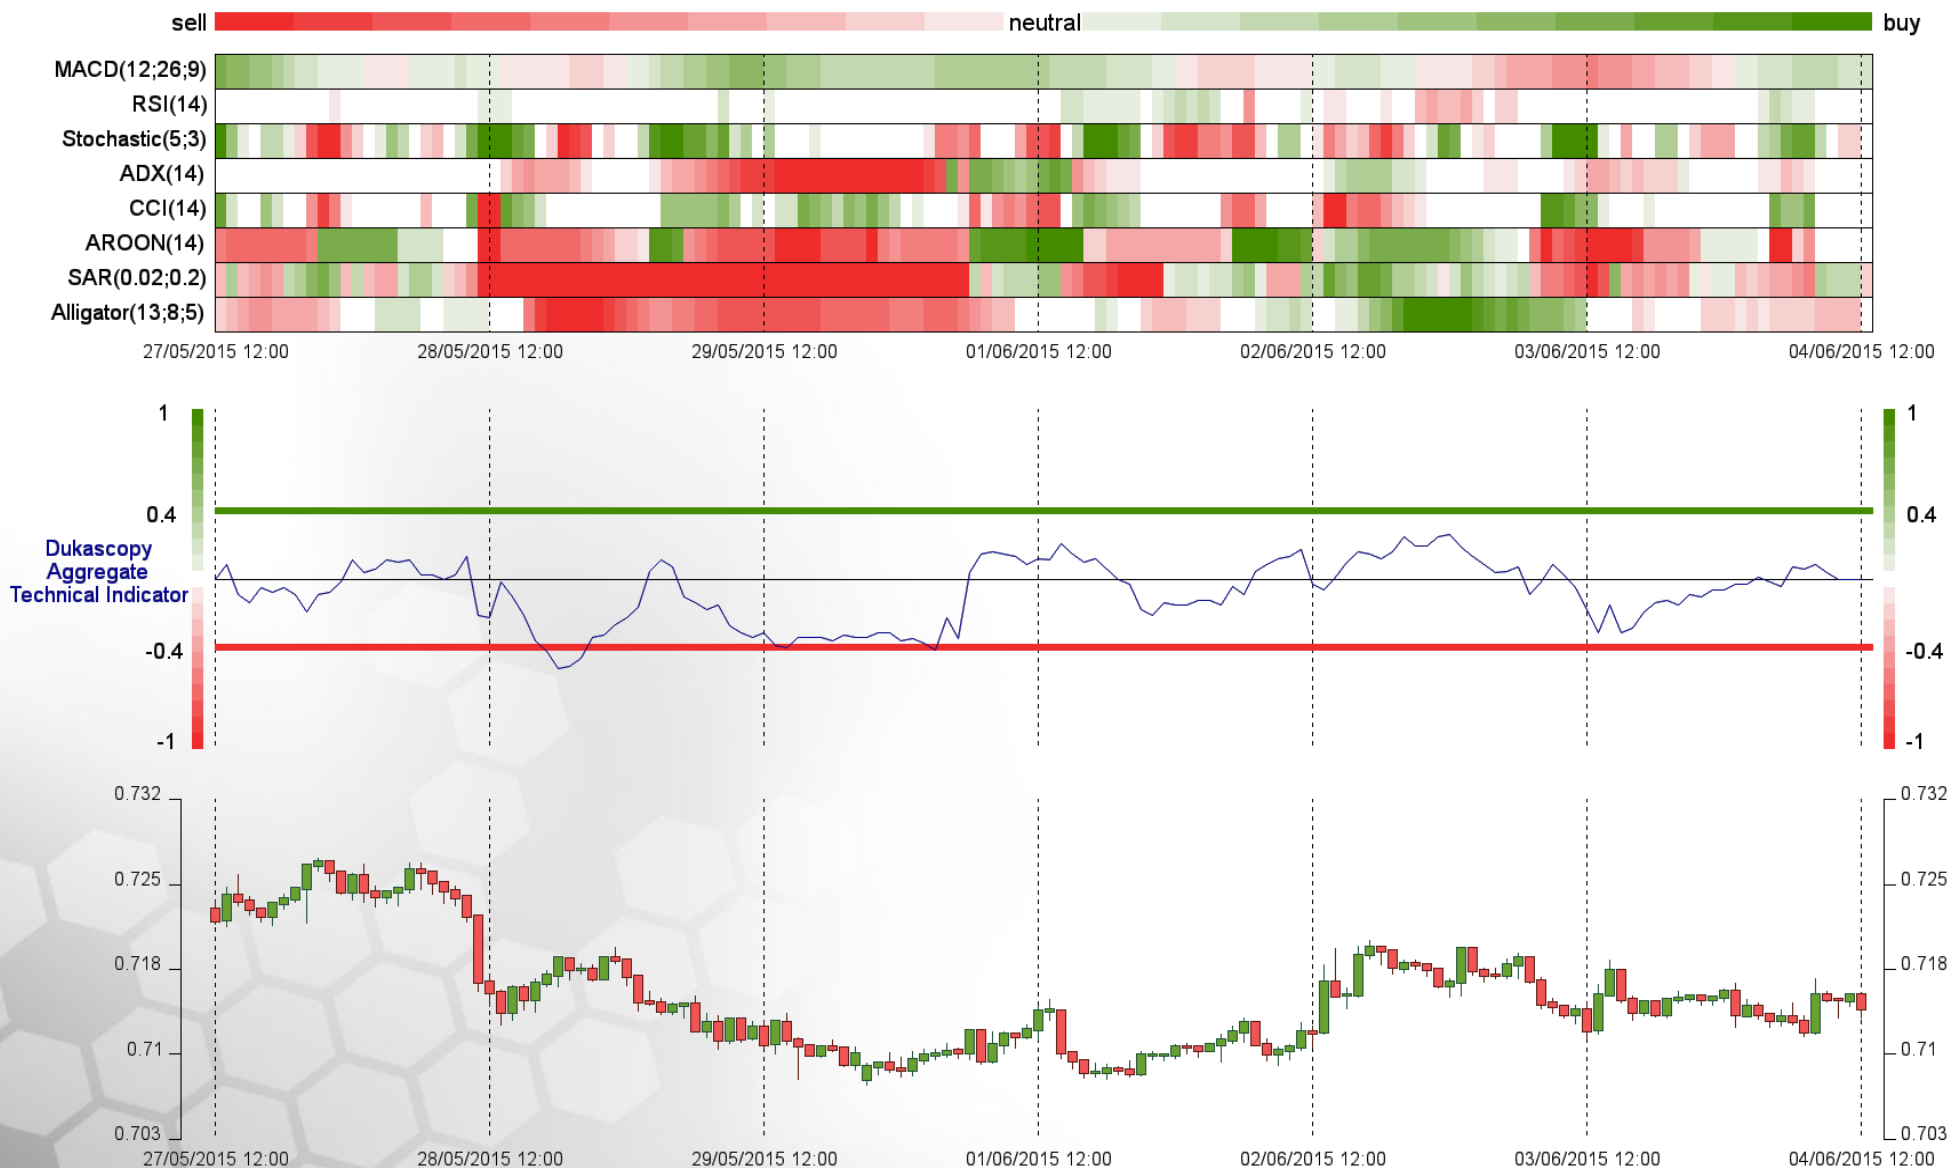 sell neutral buy
MACD(12;26;9)
RSI(14)
Stochastic(5;3)
ADX(14)
CCI(14)
AROON(14)
SAR(0.02;0.2)
Alligator(13;8;5)
27/05/2015 12:00 28/05/2015 12:00 29/05/2015 12:00 01/06/2015 12:00 02/06/2015 12:00 03/06/2015 12:00 04/06/2015 12:00
1 1
0.4 0.4
Dukascopy
Aggregate
Technical Indicator
-0.4 -0.4
-1 -1
0.732 0.732
0.725 0.725
0.718 0.718
0.71 0.71
0.703 0.703
27/05/2015 12:00 28/05/2015 12:00 29/05/2015 12:00 01/06/2015 12:00 02/06/2015 12:00 03/06/2015 12:00 04/06/2015 12:00